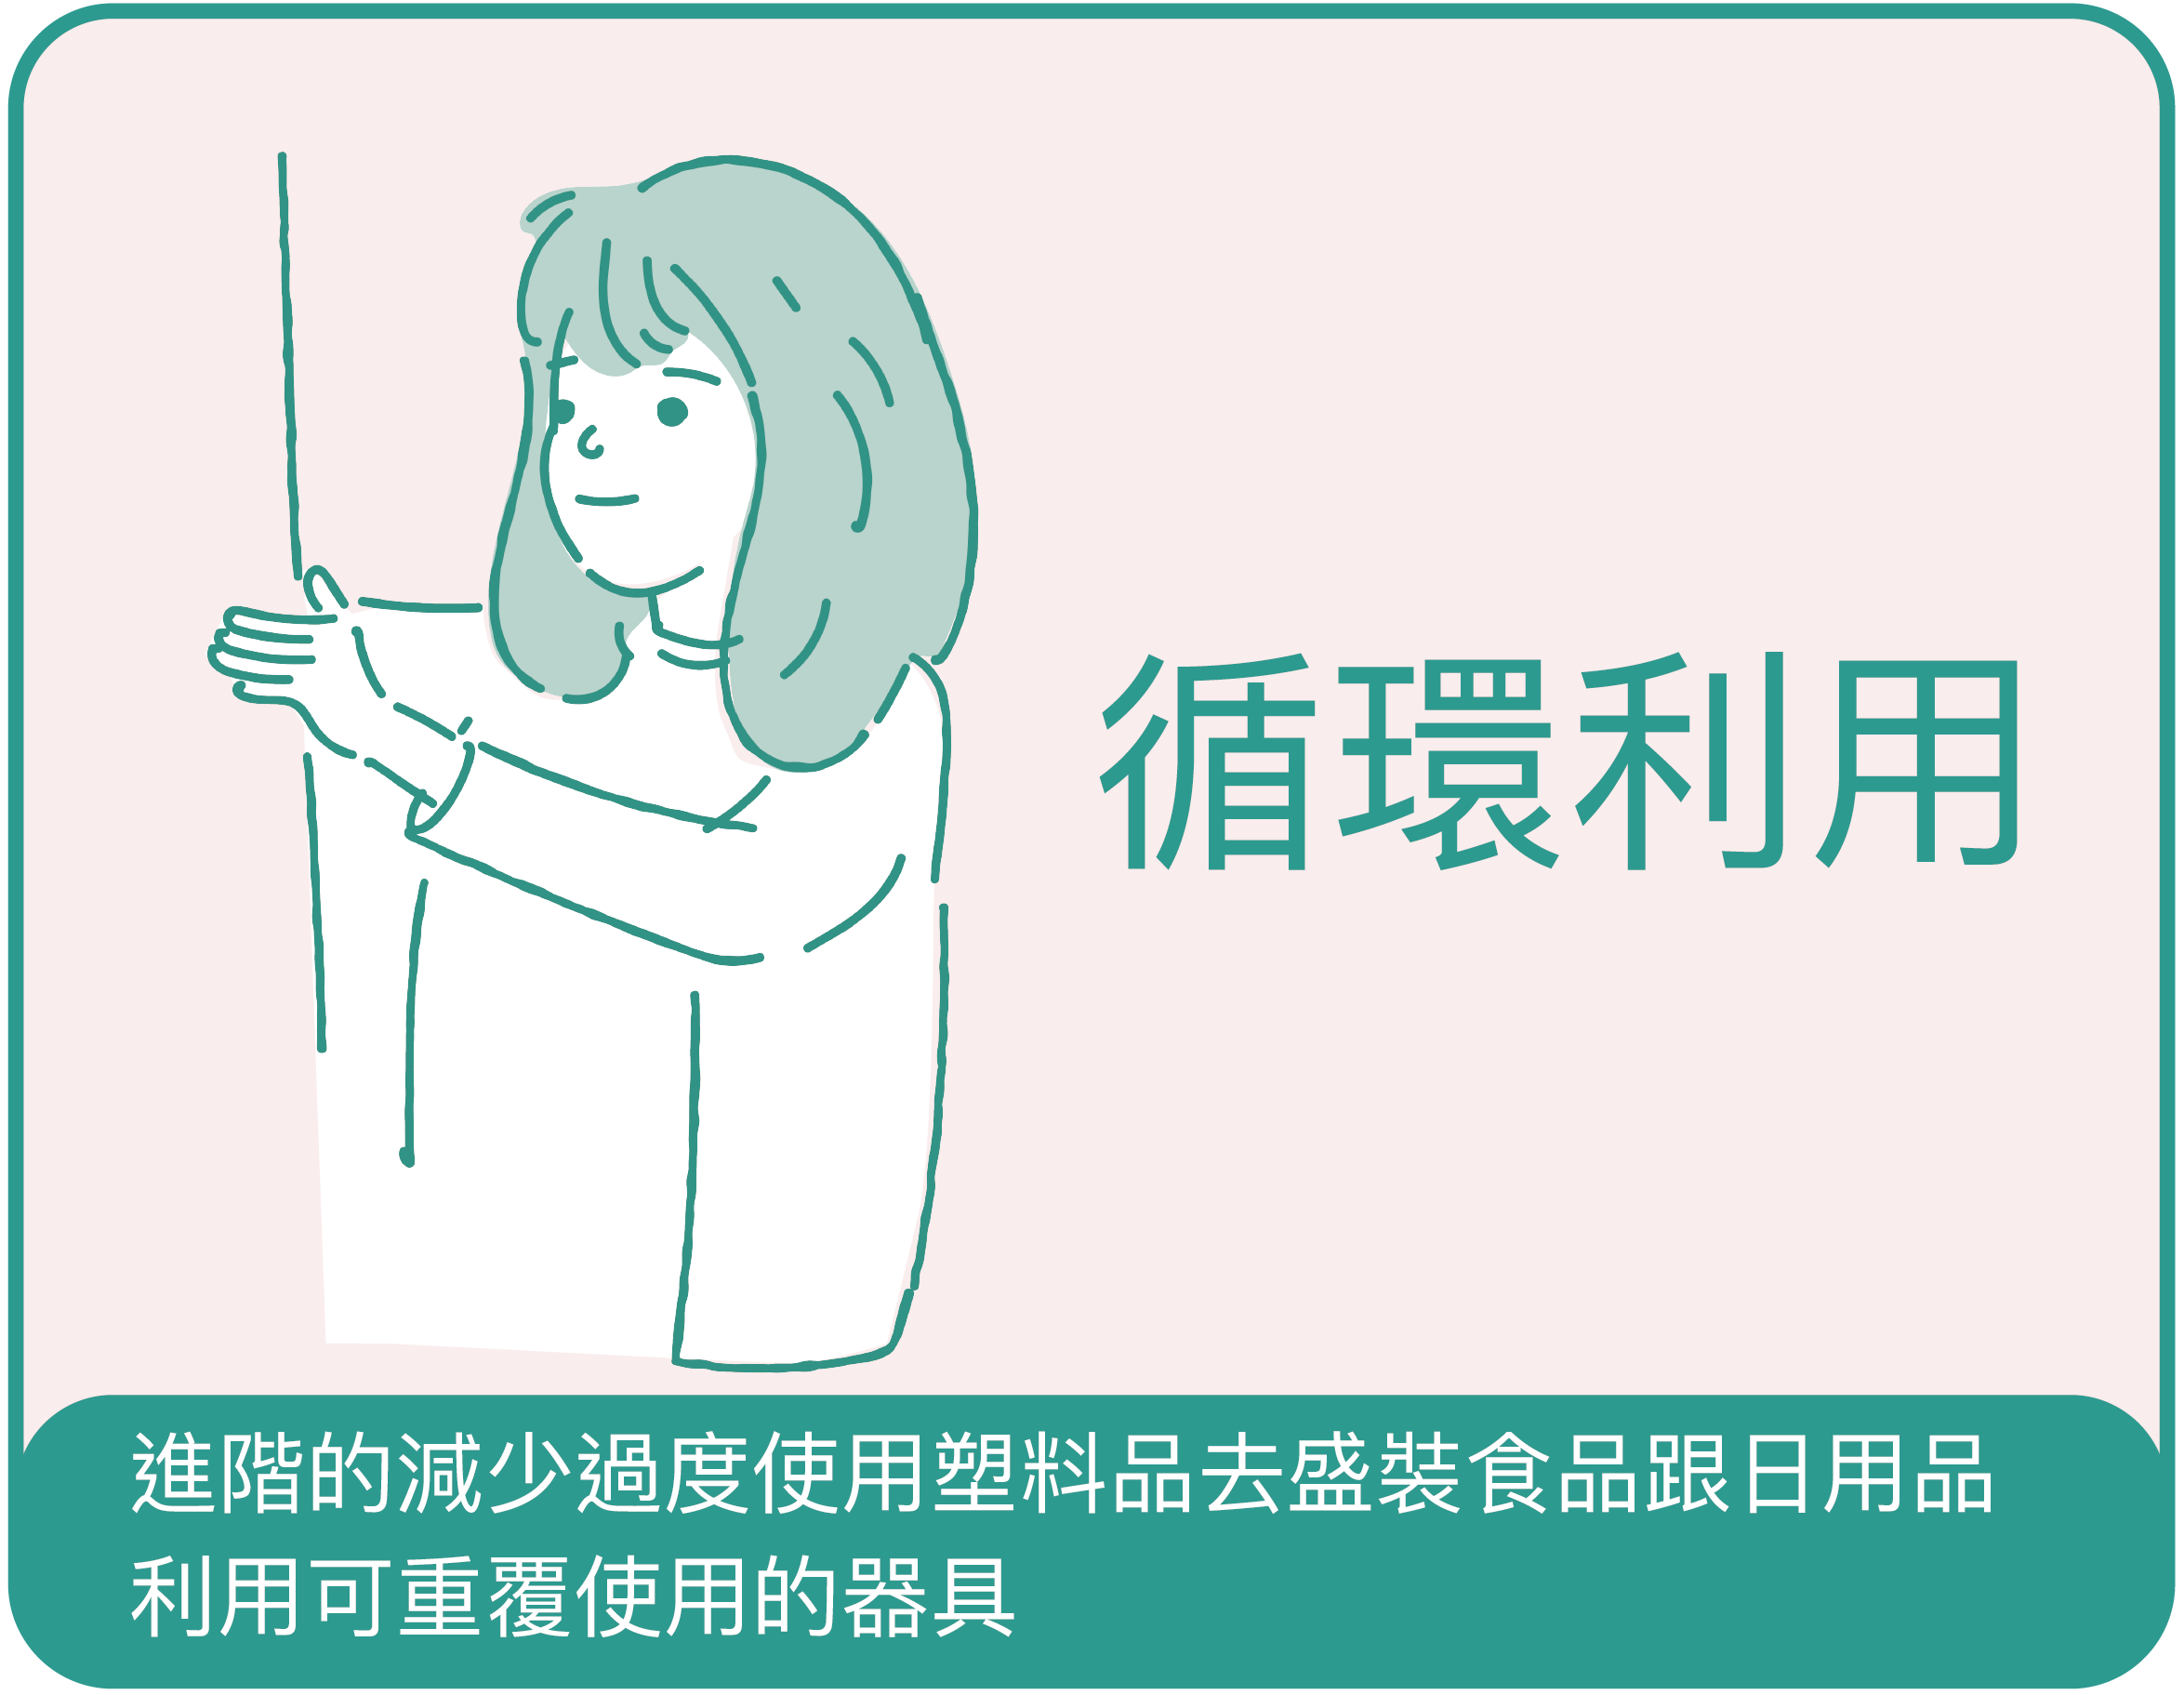 循環利用
進階的減少過度使用塑料品去盛裝食品跟日用品
利用可重覆使用的器具